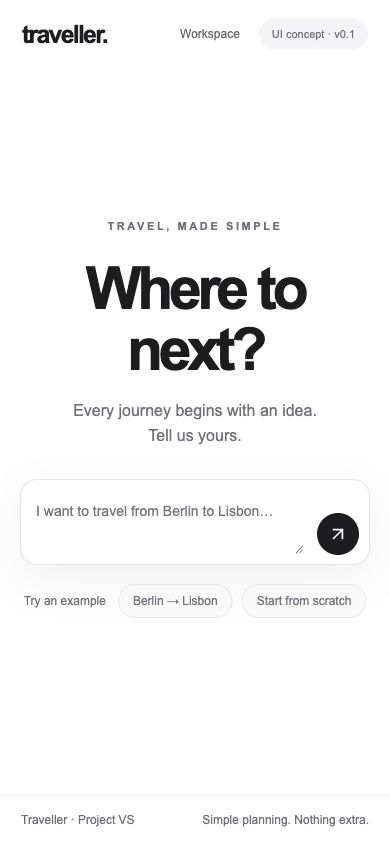 traveller.
Workspace
UI concept · v0.1
TRAVEL, MADE SIMPLE
Where to
next?
Every journey begins with an idea.
Tell us yours.
I want to travel from Berlin to Lisbon…
Try an example
Berlin → Lisbon
Start from scratch
Traveller · Project VS
Simple planning. Nothing extra.